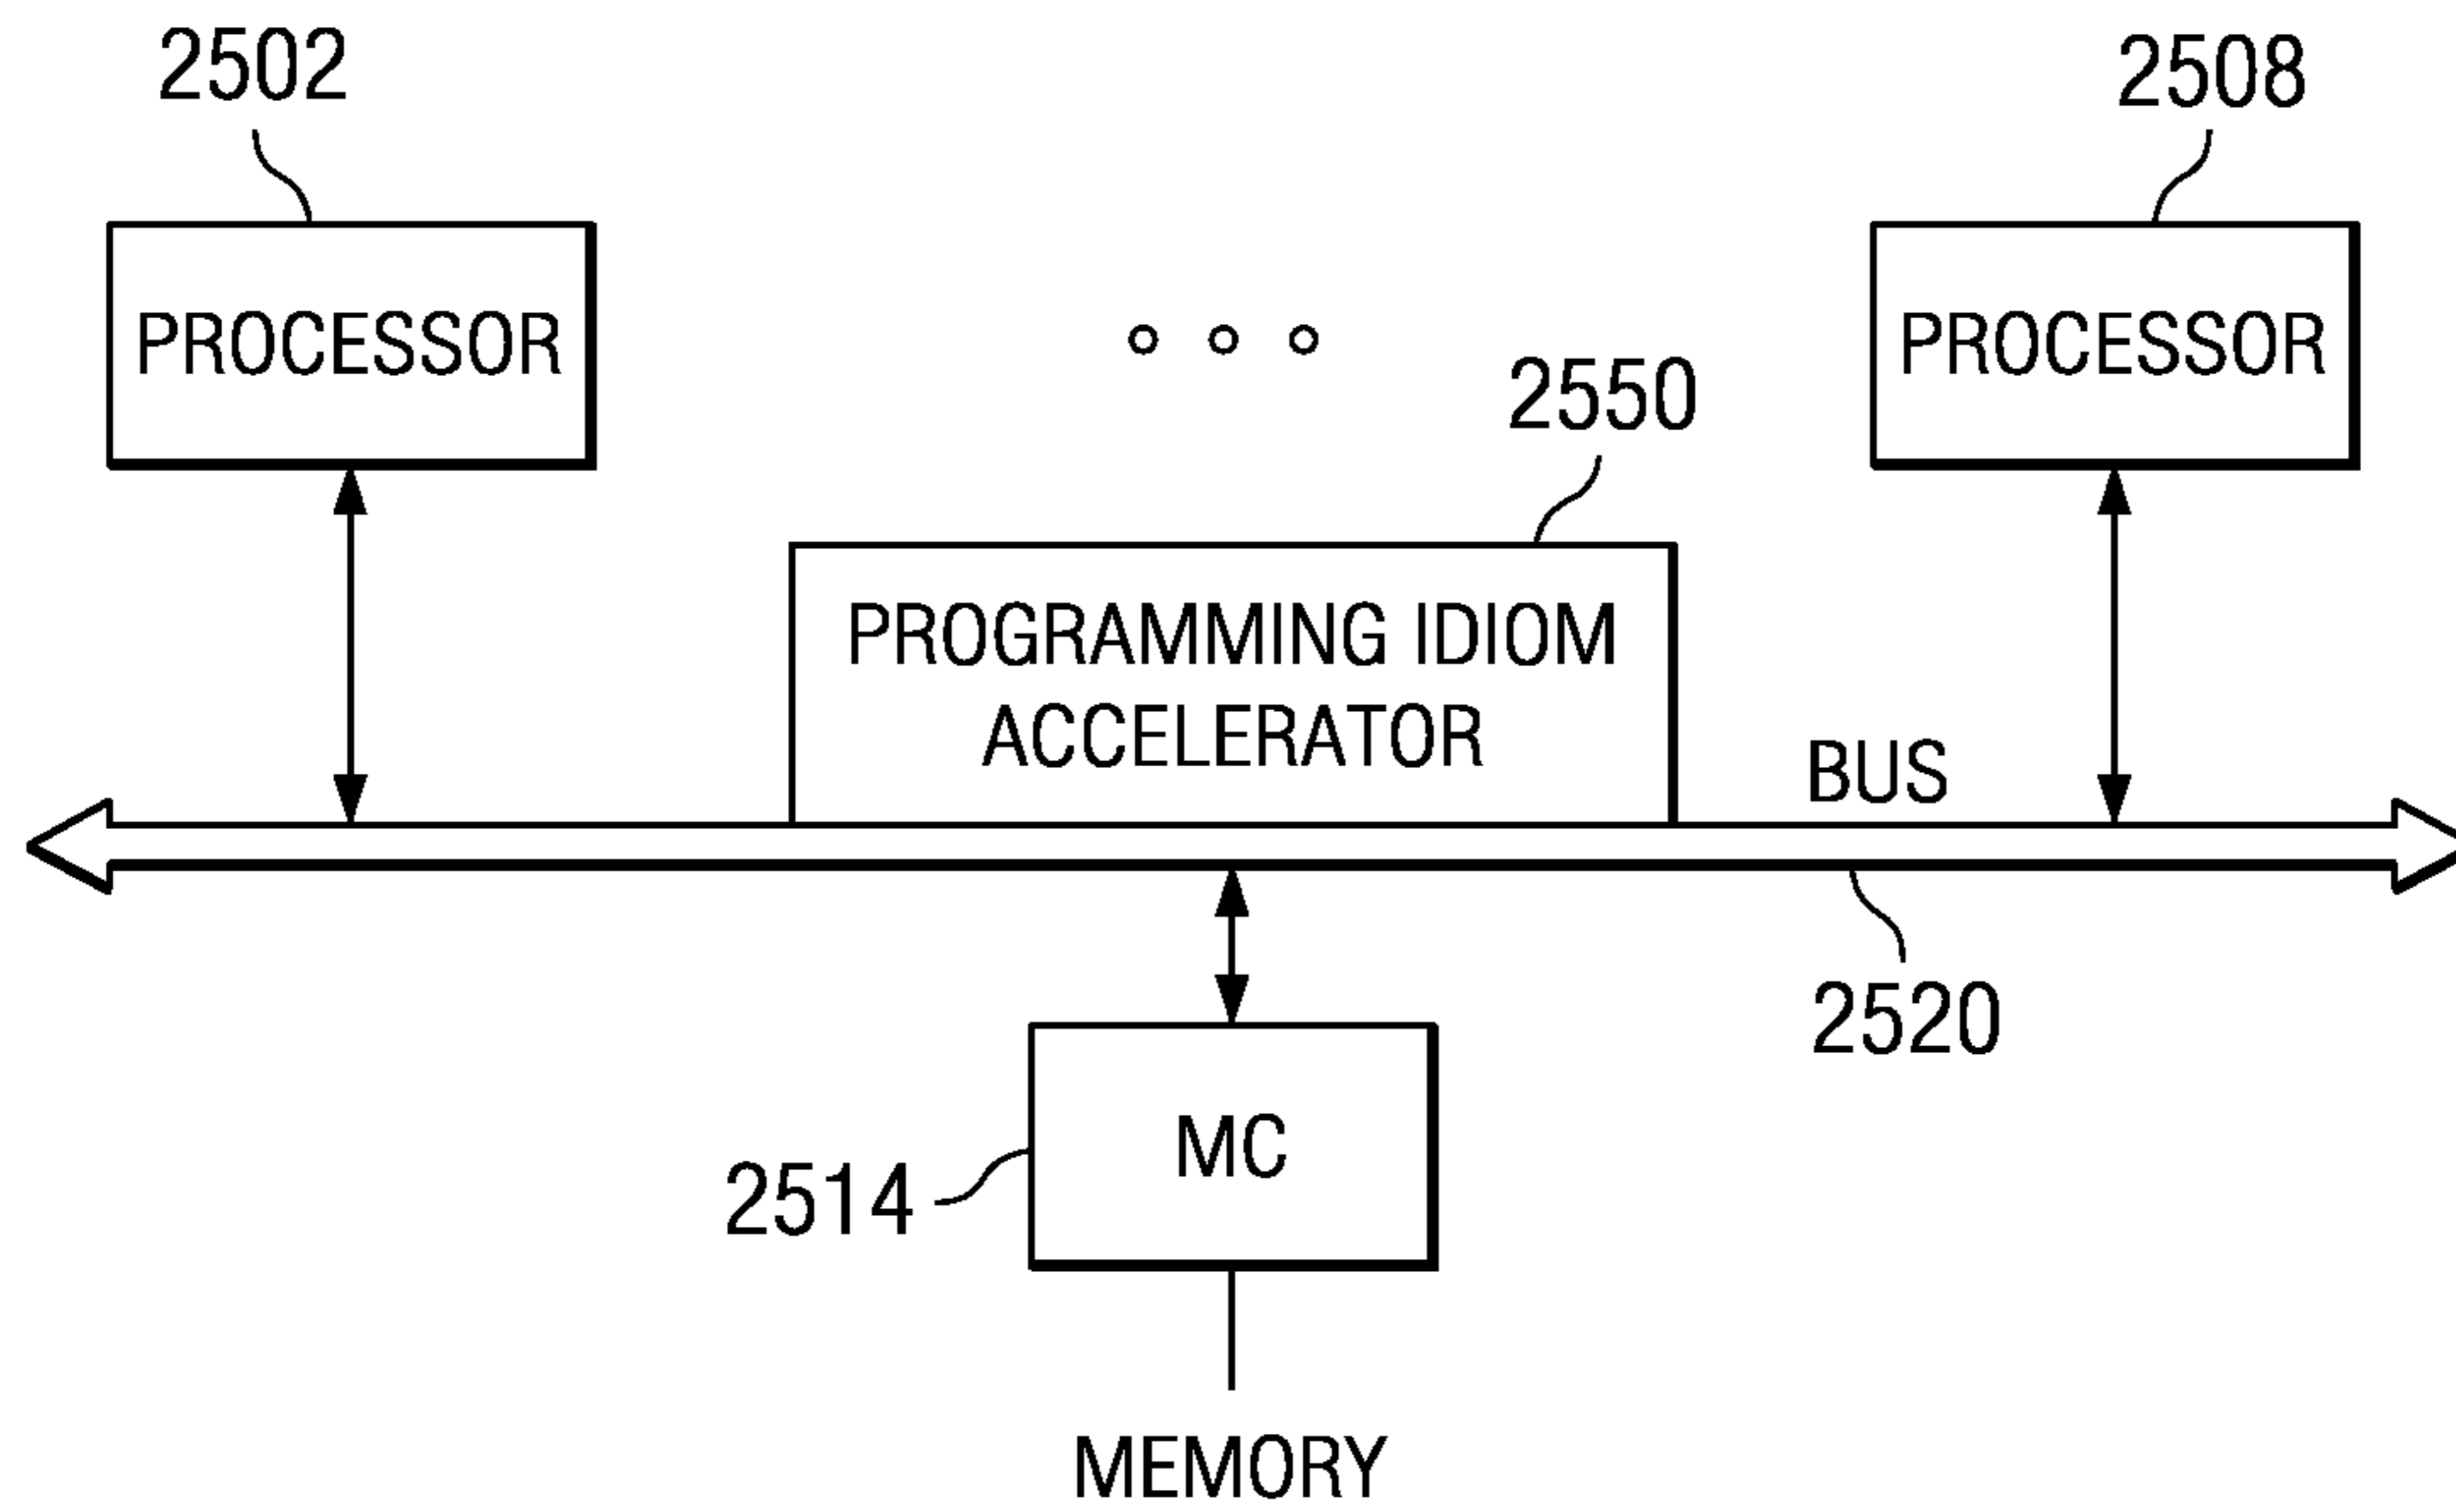 2502
2508
PROCESSOR
PROCESSOR
2550
PROGRAMMING IDIOM
ACCELERATOR
BUS
2520
MC
2514
MEMORY